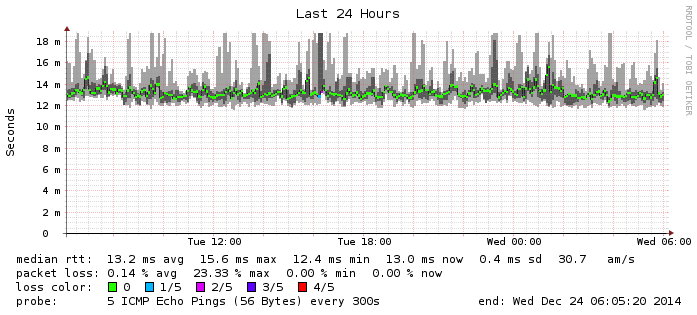 Last 24 Hours
RRDTOOL / TOBI OETIKER
Seconds
18 m
16 m
14 m
12 m
10 m
8 m
6 m
4 m
2 m
0
Tue 12:00 Tue 18:00 Wed 00:00 Wed 06:00
median rtt: 13.2 ms avg 15.6 ms max 12.4 ms min 13.0 ms now 0.4 ms sd 30.7 am/s
packet loss: 0.14 % avg 23.33 % max 0.00 % min 0.00 % now
loss color: 0 1/5 2/5 3/5 4/5
probe: 5 ICMP Echo Pings (56 Bytes) every 300s end: Wed Dec 24 06:05:20 2014